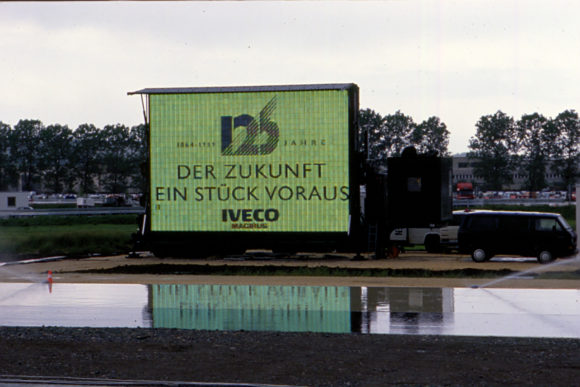 125
1864-1989 JAHRE
DER ZUKUNFT
EIN STÜCK VORAUS
IVECO
MAGIRUS